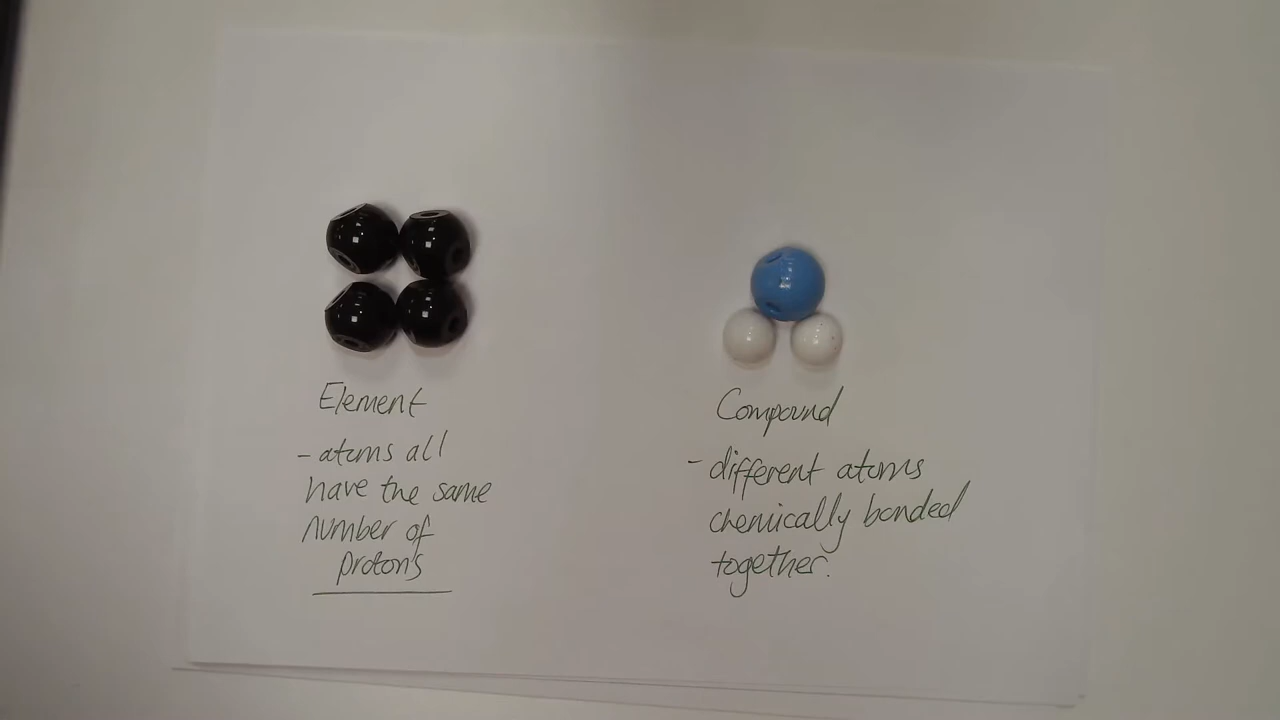 Element
- atoms all
have the same
number of
protons
Compound
- different atoms
chemically bonded
together.